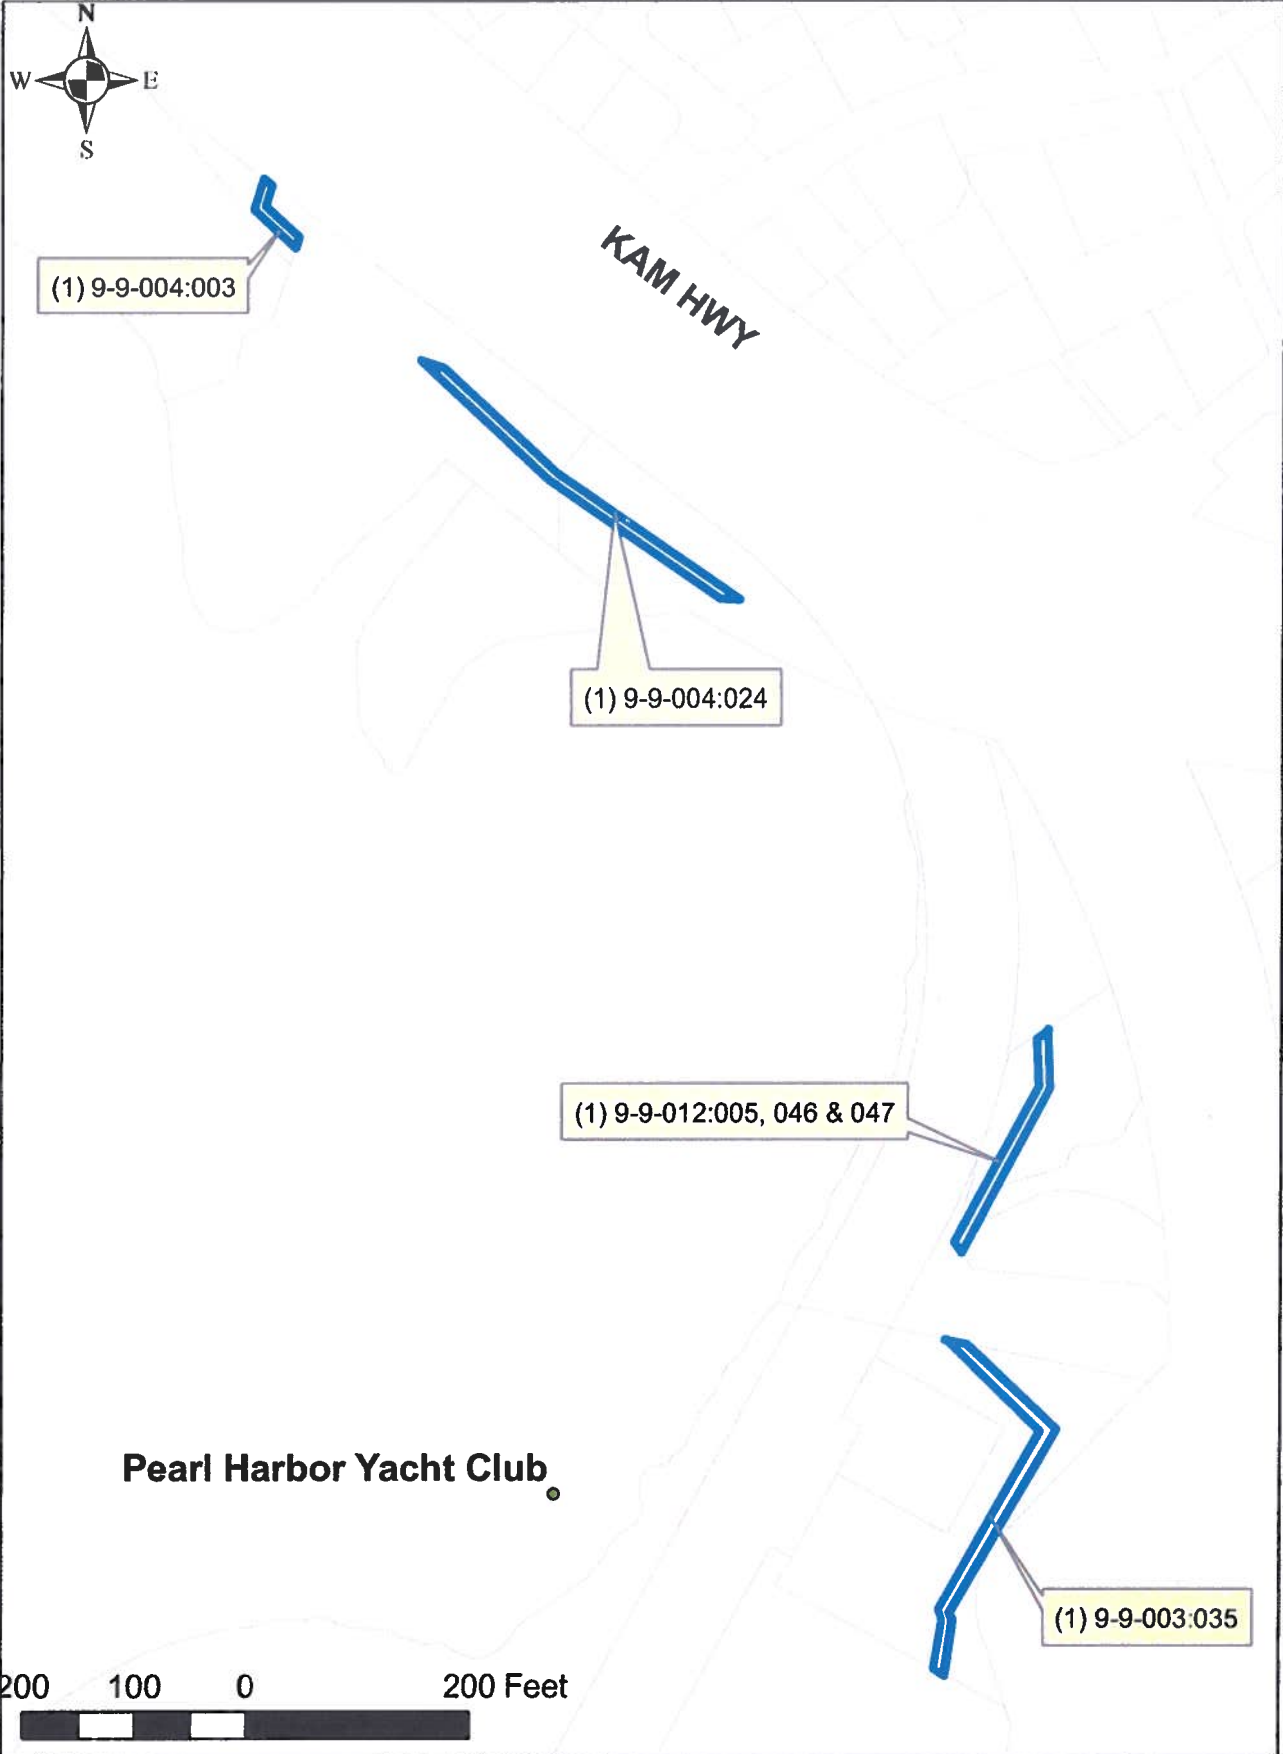 N
W E
S
(1) 9-9-004:003
KAM HWY
(1) 9-9-004:024
(1) 9-9-012:005, 046 & 047
Pearl Harbor Yacht Club
(1) 9-9-003:035
200 100 0 200 Feet